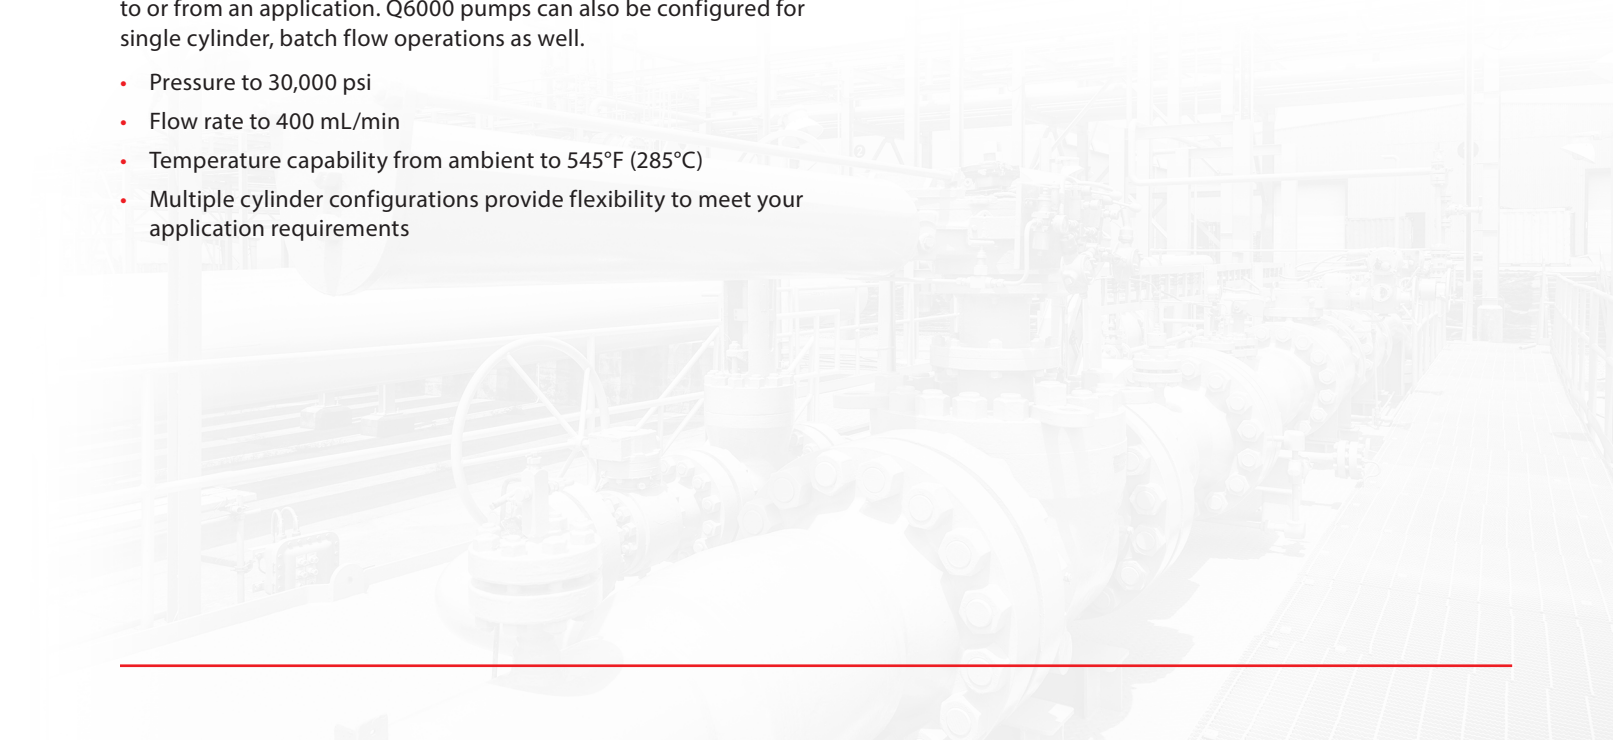 to or from an application. Q6000 pumps can also be configured for
single cylinder, batch flow operations as well.
• Pressure to 30,000 psi
• Flow rate to 400 mL/min
• Temperature capability from ambient to 545°F (285°C)
• Multiple cylinder configurations provide flexibility to meet your
application requirements